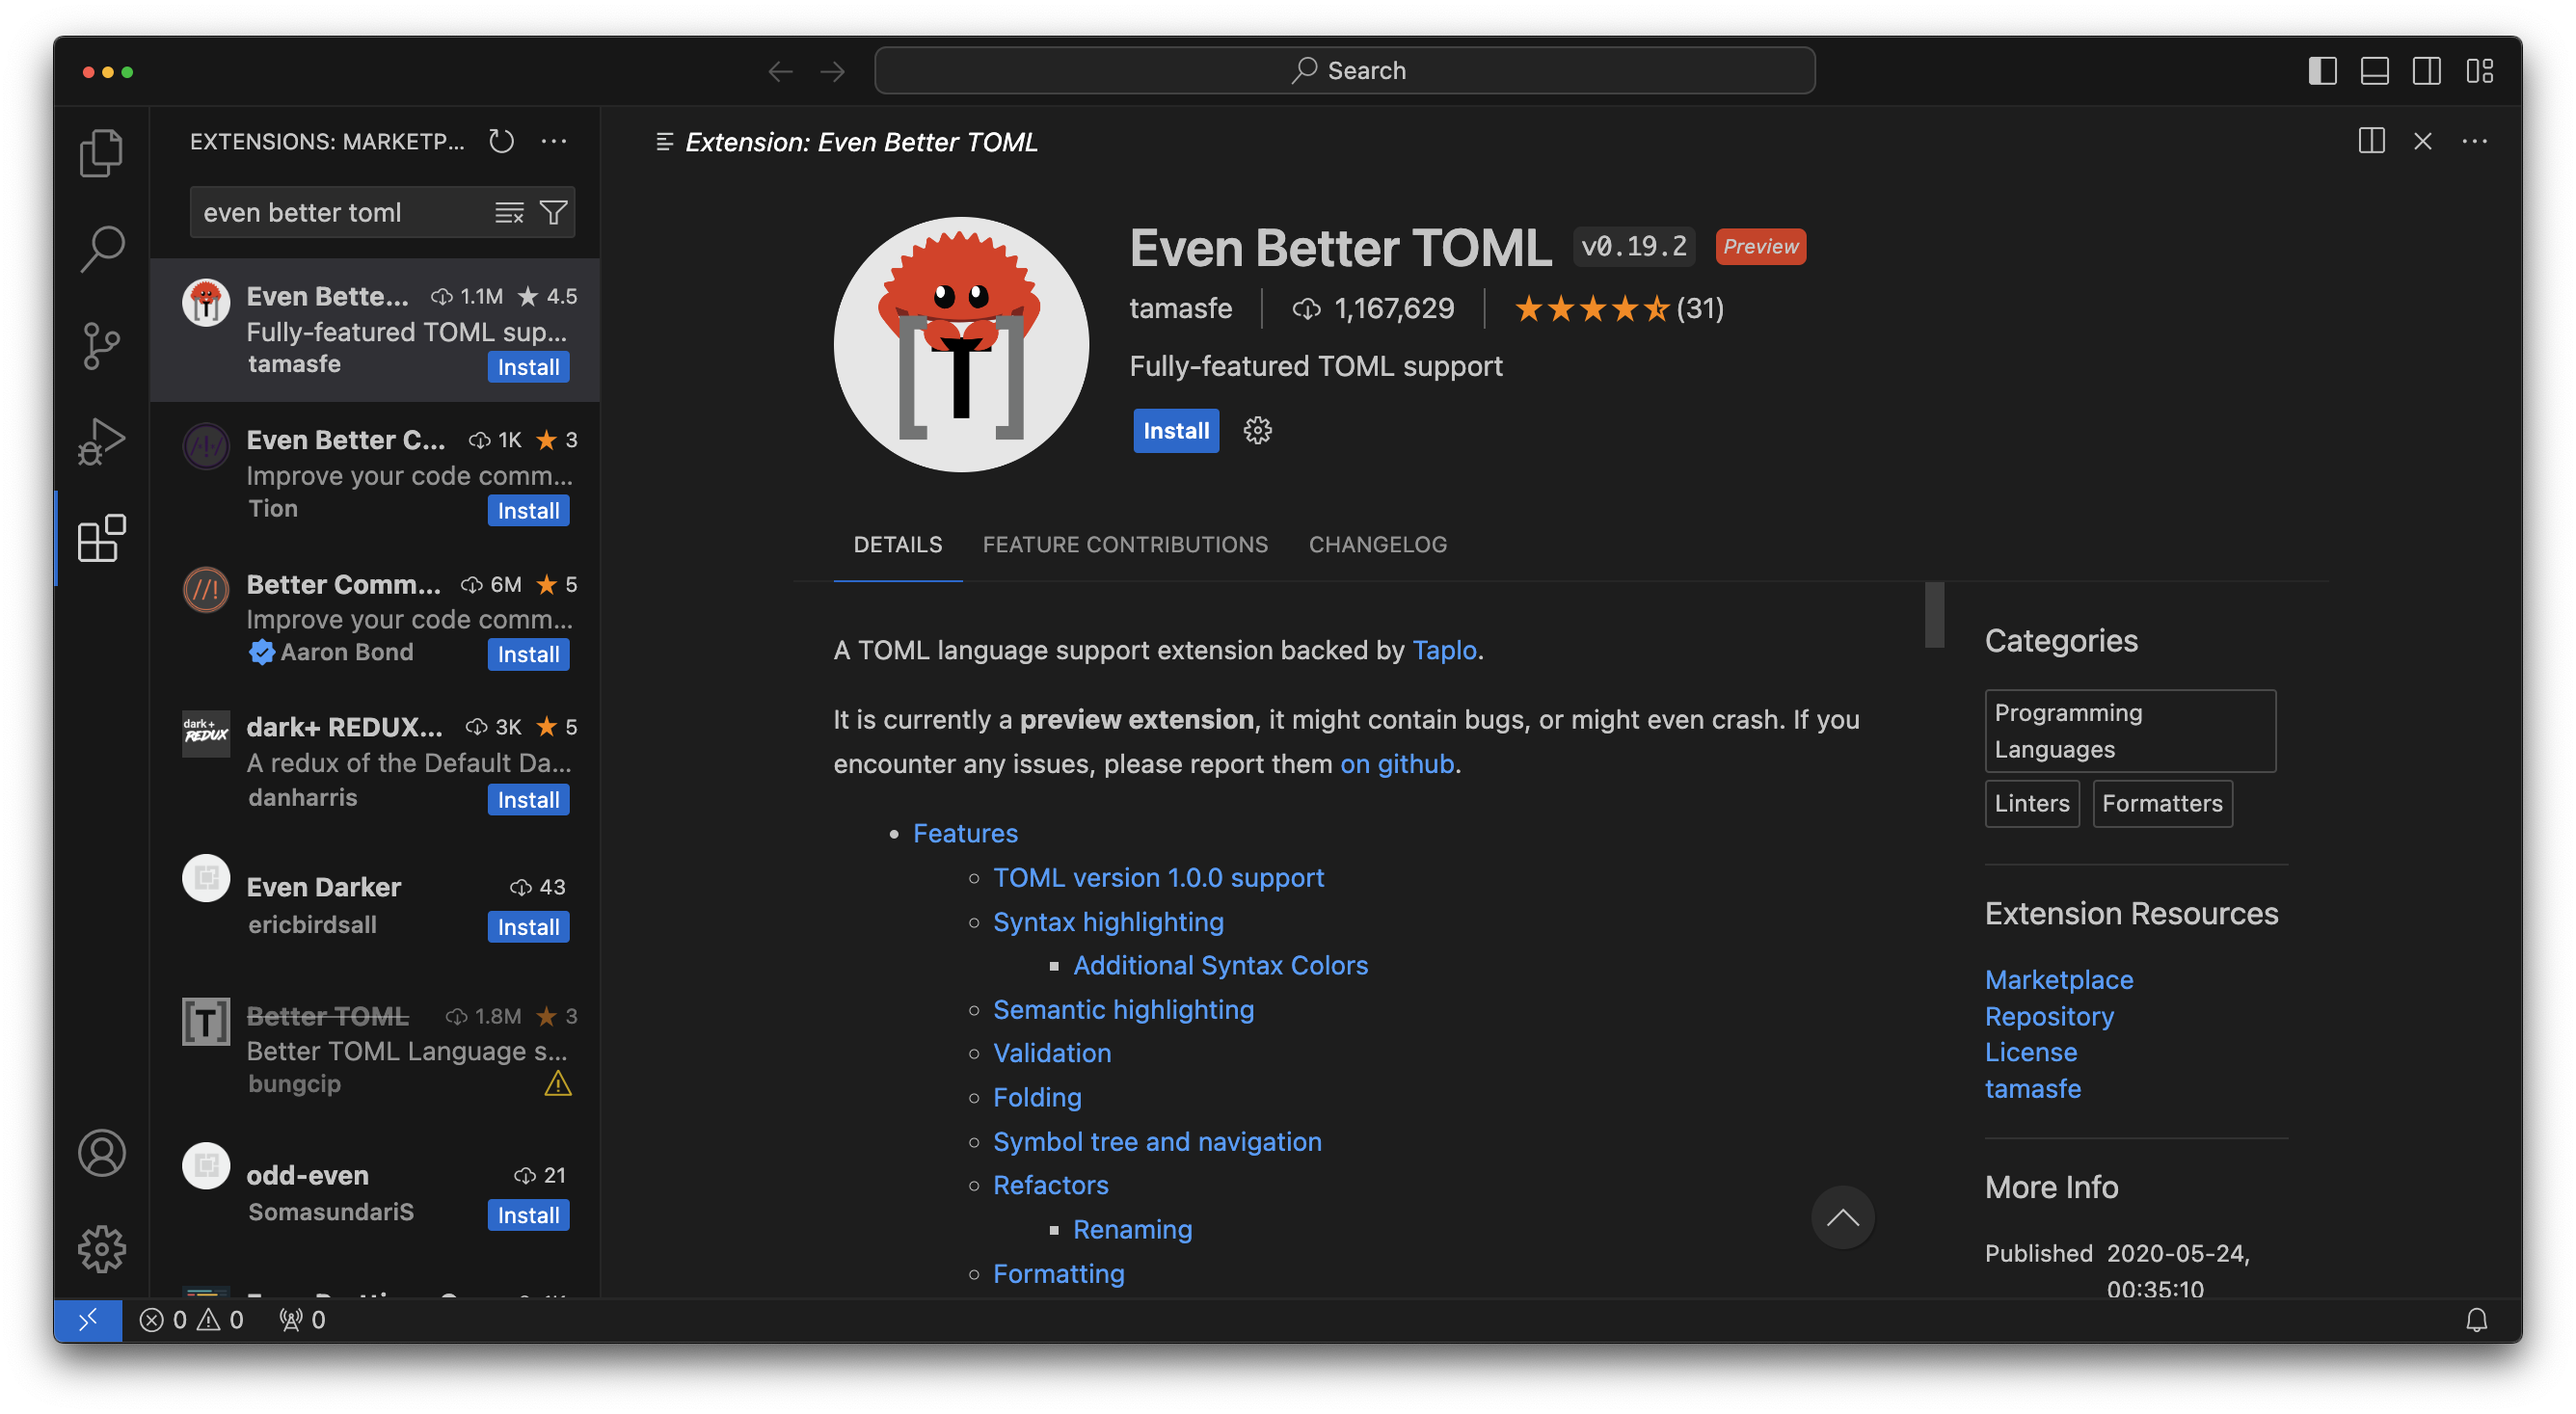 Search
EXTENSIONS: MARKETP...
even better toml
Even Bette... 1.1M ★ 4.5
Fully-featured TOML sup...
tamasfe Install
Even Better C... 1K ★ 3
Improve your code comm...
Tion Install
//!
Better Comm... 6M ★ 5
Improve your code comm...
Aaron Bond Install
dark+
REDUX
dark+ REDUX... 3K ★ 5
A redux of the Default Da...
danharris Install
Even Darker 43
ericbirdsall Install
[T]
Better TOML 1.8M ★ 3
Better TOML Language s...
bungcip
odd-even 21
SomasundariS Install
0 0 0
Extension: Even Better TOML
[T]
Even Better TOML v0.19.2 Preview
tamasfe | 1,167,629 | (31)
Fully-featured TOML support
Install
DETAILS FEATURE CONTRIBUTIONS CHANGELOG
A TOML language support extension backed by Taplo.
It is currently a preview extension, it might contain bugs, or might even crash. If you
encounter any issues, please report them on github.
• Features
◦ TOML version 1.0.0 support
◦ Syntax highlighting
▪ Additional Syntax Colors
◦ Semantic highlighting
◦ Validation
◦ Folding
◦ Symbol tree and navigation
◦ Refactors
▪ Renaming
◦ Formatting
Categories
Programming
Languages
Linters Formatters
Extension Resources
Marketplace
Repository
License
tamasfe
More Info
Published 2020-05-24,
00:35:10